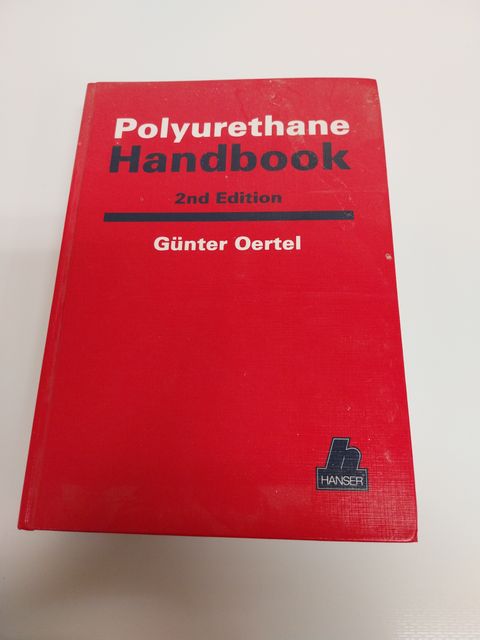 Polyurethane
Handbook
2nd Edition
Günter Oertel
h
HANSER